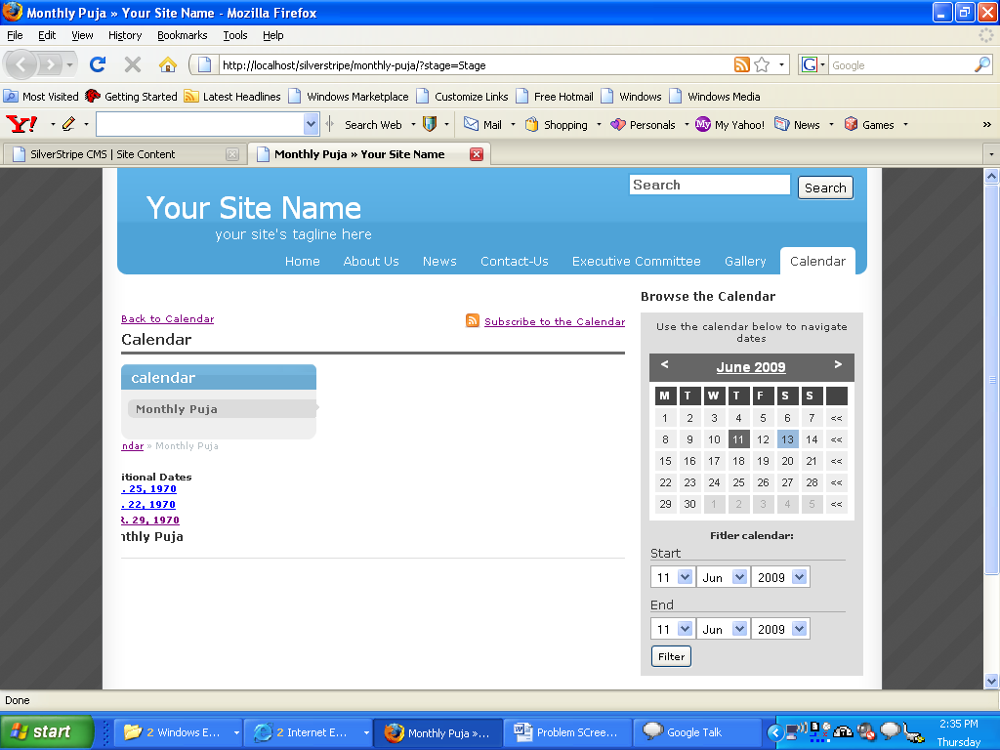 Monthly Puja » Your Site Name - Mozilla Firefox
File Edit View History Bookmarks Tools Help
http://localhost/silverstripe/monthly-puja/?stage=Stage
G Google
Most Visited Getting Started Latest Headlines Windows Marketplace Customize Links Free Hotmail Windows Windows Media
Y! Search Web Mail Shopping Personals My My Yahoo! News Games »
SilverStripe CMS | Site Content Monthly Puja » Your Site Name
Search Search
Your Site Name
your site's tagline here
Home About Us News Contact-Us Executive Committee Gallery Calendar
Back to Calendar
Subscribe to the Calendar
Calendar
calendar
Monthly Puja
ndar » Monthly Puja
itional Dates
. 25, 1970
. 22, 1970
R. 29, 1970
nthly Puja
Browse the Calendar
Use the calendar below to navigate
dates
< June 2009 >
M T W T F S S
1 2 3 4 5 6 7 <<
8 9 10 11 12 13 14 <<
15 16 17 18 19 20 21 <<
22 23 24 25 26 27 28 <<
29 30 1 2 3 4 5 <<
Fitler calendar:
Start
11 Jun 2009
End
11 Jun 2009
Filter
Done
start 2 Windows E... 2 Internet E... Monthly Puja »... Problem SCree... Google Talk 2:35 PM
Thursday